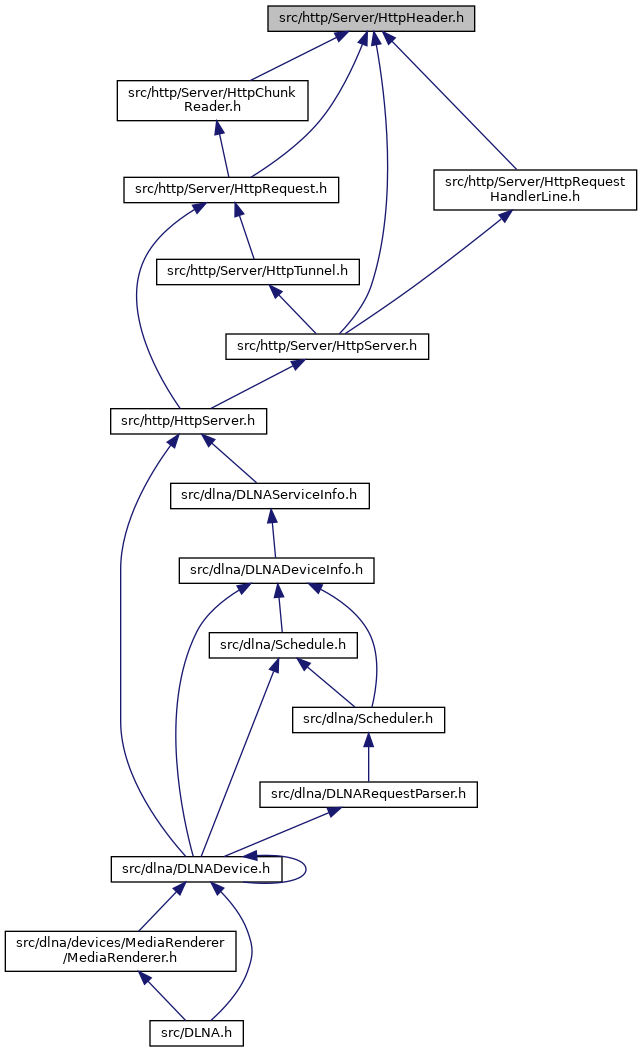 src/http/Server/HttpHeader.h
src/http/Server/HttpChunk
Reader.h
src/http/Server/HttpRequest.h
src/http/Server/HttpRequest
HandlerLine.h
src/http/Server/HttpTunnel.h
src/http/Server/HttpServer.h
src/http/HttpServer.h
src/dlna/DLNAServiceInfo.h
src/dlna/DLNADeviceInfo.h
src/dlna/Schedule.h
src/dlna/Scheduler.h
src/dlna/DLNARequestParser.h
src/dlna/DLNADevice.h
src/dlna/devices/MediaRenderer
/MediaRenderer.h
src/DLNA.h